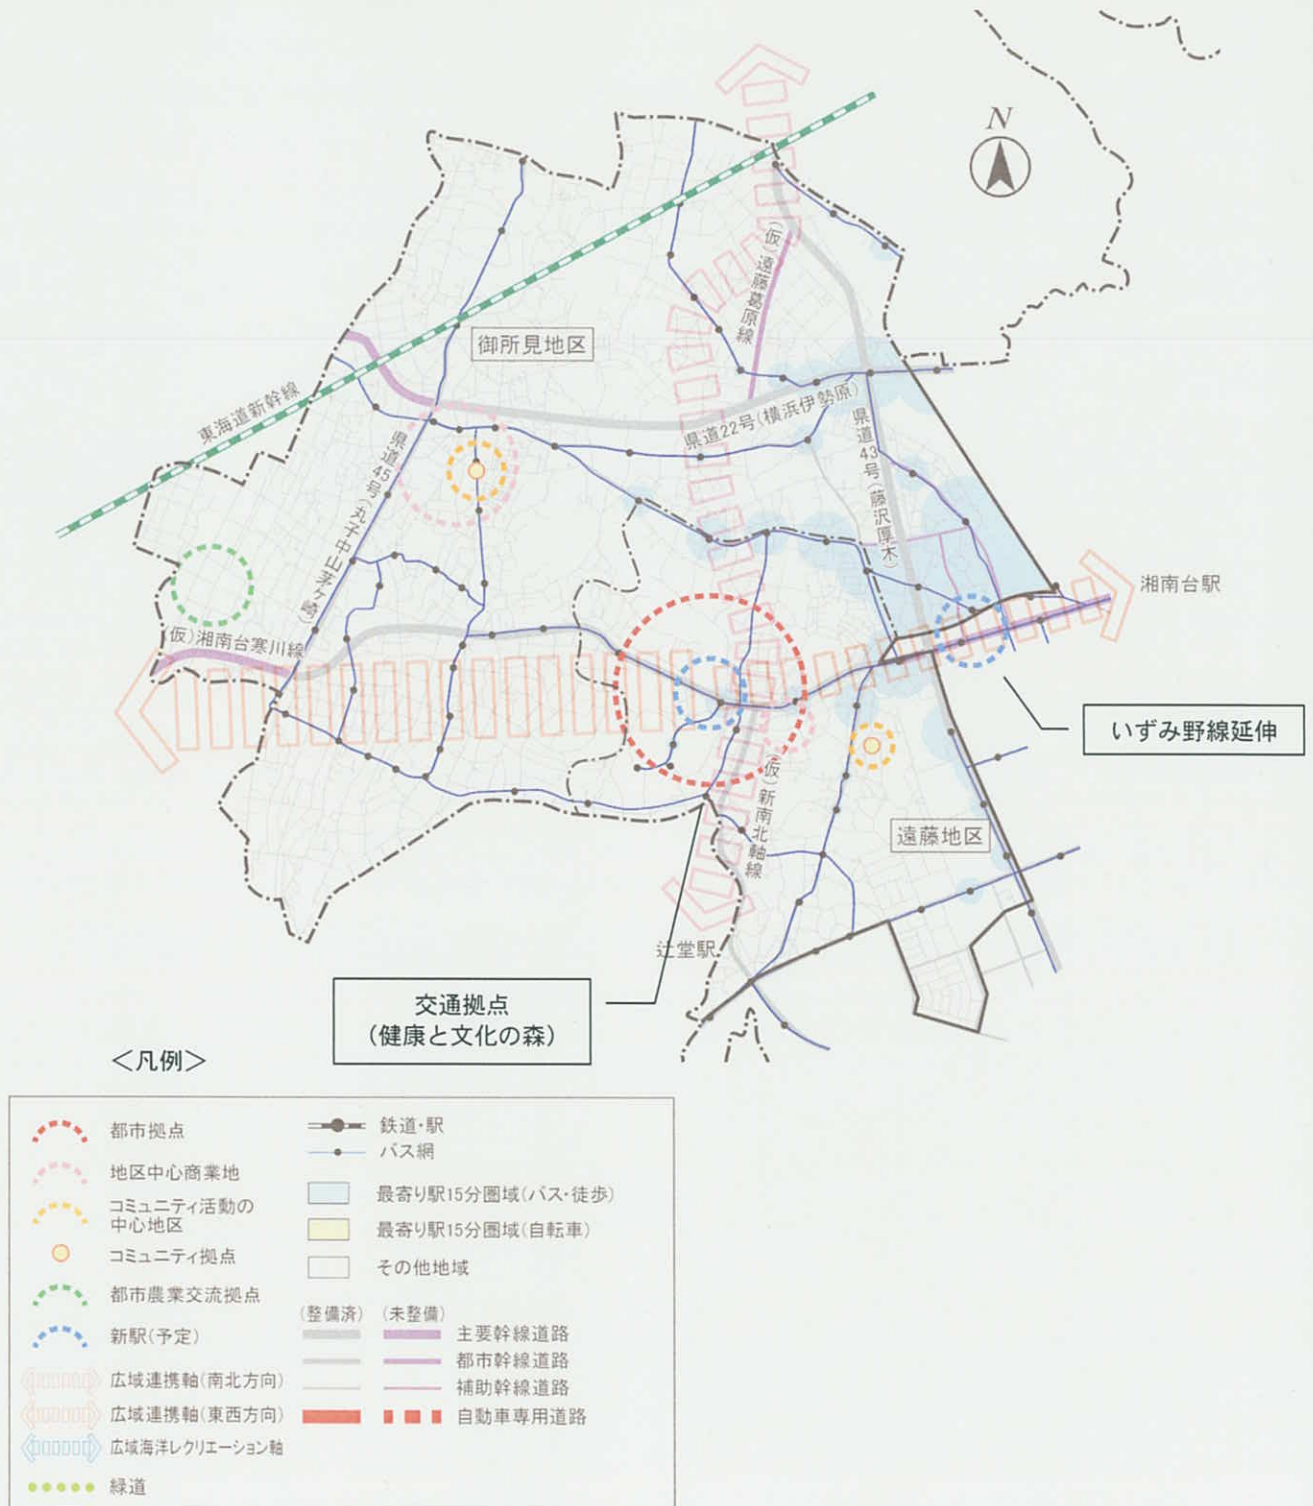 N
(仮)遠藤葛原線
御所見地区
東海道新幹線
県道22号(横浜伊勢原)
県道45号(丸子中山茅ヶ崎)
県道43号(藤沢厚木)
湘南台駅
(仮)湘南台寒川線
いずみ野線延伸
(仮)新南北軸線
遠藤地区
辻堂駅
交通拠点
(健康と文化の森)
＜凡例＞
都市拠点
地区中心商業地
コミュニティ活動の
中心地区
コミュニティ拠点
都市農業交流拠点
新駅(予定)
広域連携軸(南北方向)
広域連携軸(東西方向)
広域海洋レクリエーション軸
緑道
鉄道・駅
バス網
最寄り駅15分圏域(バス・徒歩)
最寄り駅15分圏域(自転車)
その他地域
(整備済) (未整備)
主要幹線道路
都市幹線道路
補助幹線道路
自動車専用道路